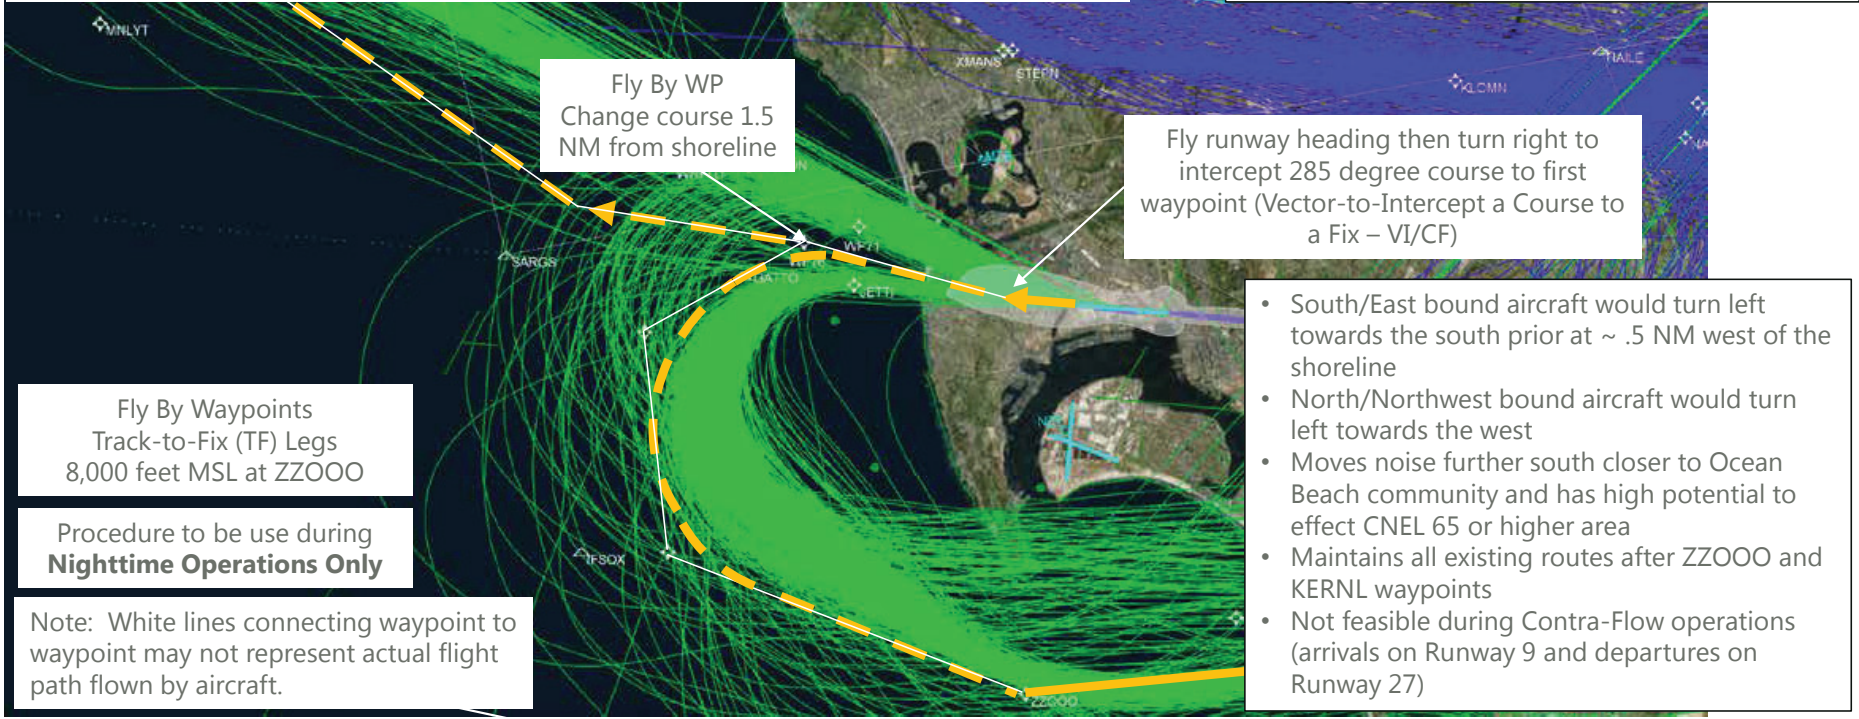 MNLYT
XMANS
STEPN
KLOMN
Fly By WP
Change course 1.5
NM from shoreline
Fly runway heading then turn right to
intercept 285 degree course to first
waypoint (Vector-to-Intercept a Course to
a Fix – VI/CF)
WP71
SARGS
JETTI
• South/East bound aircraft would turn left
towards the south prior at ~ .5 NM west of the
shoreline
• North/Northwest bound aircraft would turn
left towards the west
• Moves noise further south closer to Ocean
Beach community and has high potential to
effect CNEL 65 or higher area
• Maintains all existing routes after ZZOOO and
KERNL waypoints
• Not feasible during Contra-Flow operations
(arrivals on Runway 9 and departures on
Runway 27)
Fly By Waypoints
Track-to-Fix (TF) Legs
8,000 feet MSL at ZZOOO
Procedure to be use during
Nighttime Operations Only
Note: White lines connecting waypoint to
waypoint may not represent actual flight
path flown by aircraft.
ZZOOO